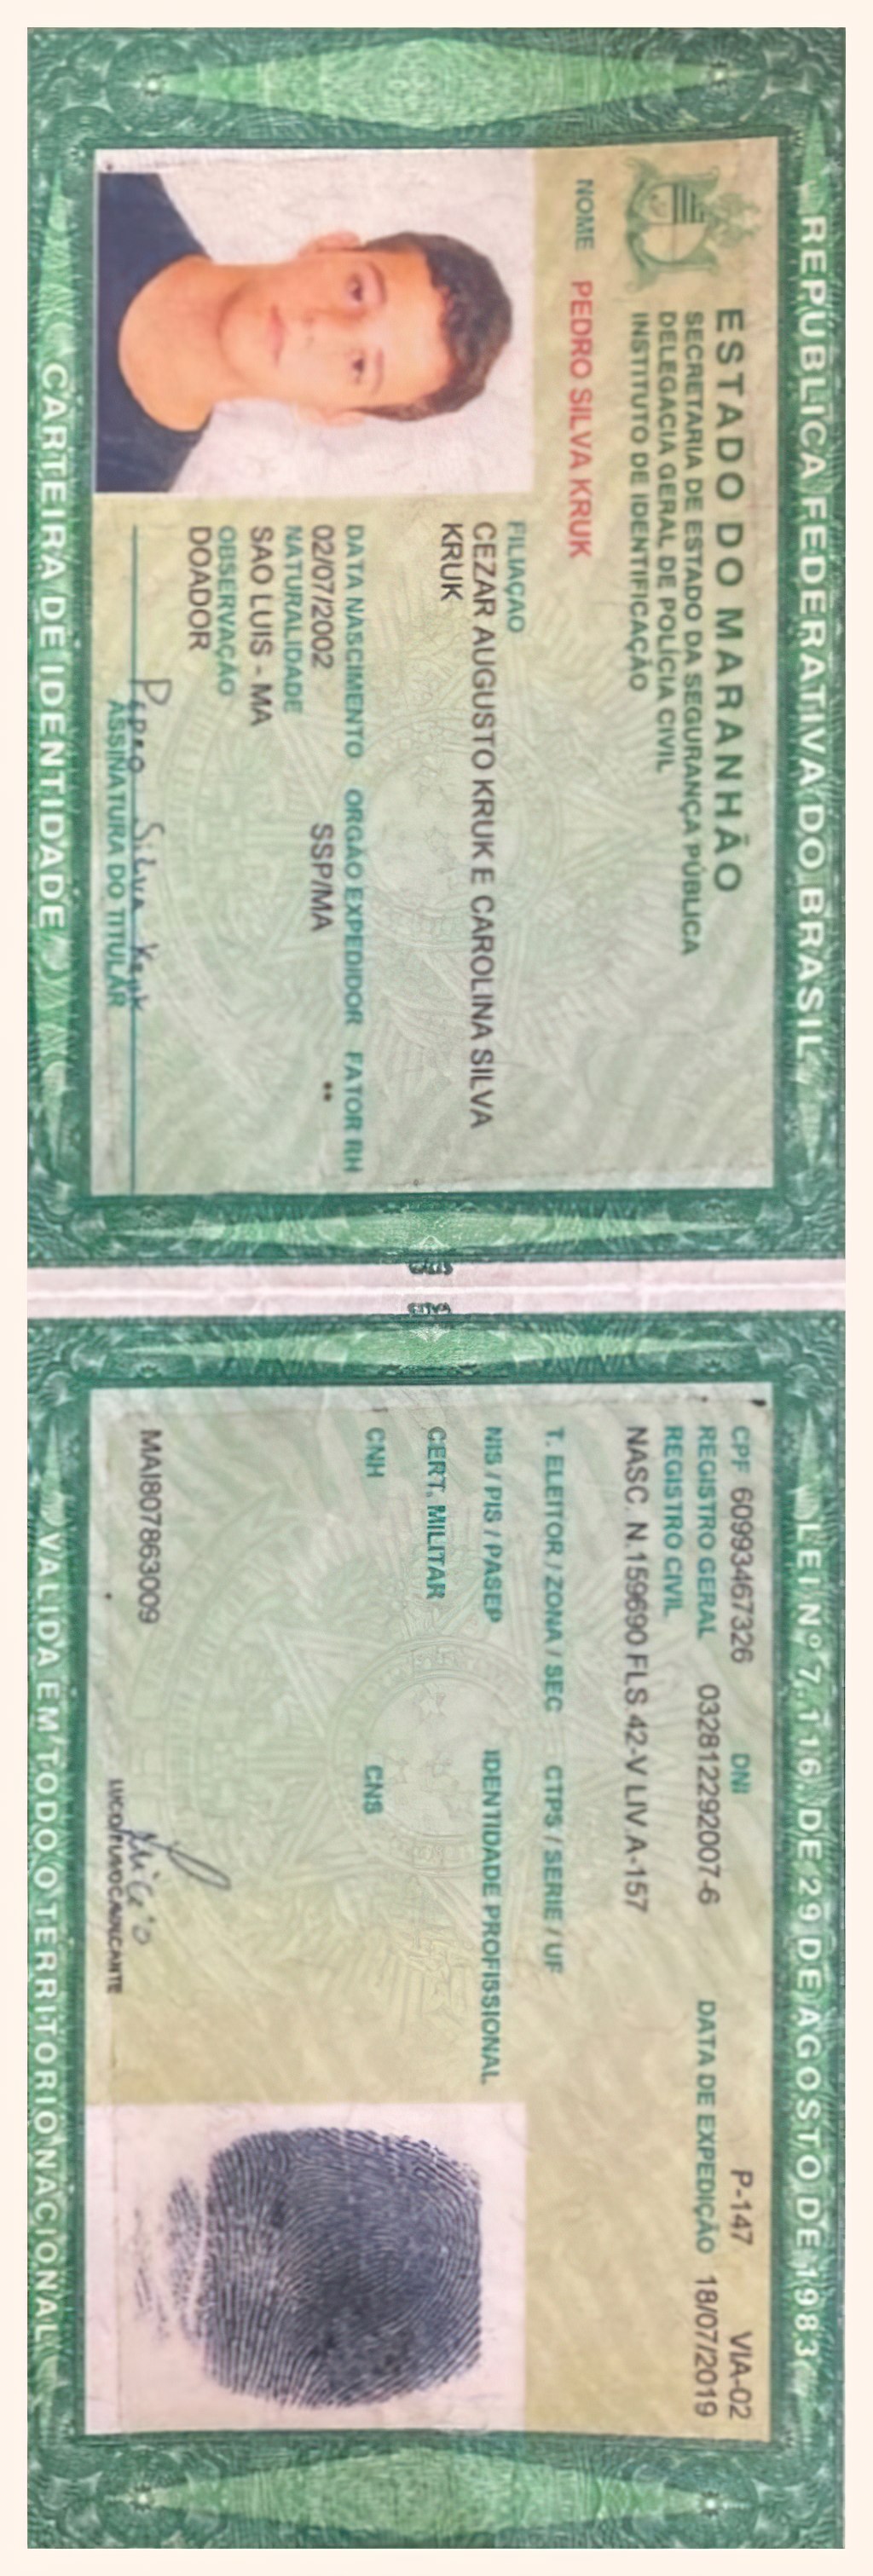 REPÚBLICA FEDERATIVA DO BRASIL
ESTADO DO MARANHÃO
SECRETARIA DE ESTADO DA SEGURANÇA PÚBLICA
DELEGACIA GERAL DE POLÍCIA CIVIL
INSTITUTO DE IDENTIFICAÇÃO
NOME PEDRO SILVA KRUK
FILIAÇÃO
CEZAR AUGUSTO KRUK E CAROLINA SILVA
KRUK
DATA NASCIMENTO ORGÃO EXPEDIDOR FATOR RH
02/07/2002 SSP/MA **
NATURALIDADE
SAO LUIS - MA
OBSERVAÇÃO
DOADOR
Pedro Silva Kruk
ASSINATURA DO TITULAR
CARTEIRA DE IDENTIDADE
LEI Nº 7.116, DE 29 DE AGOSTO DE 1983
CPF 60993467326 DNI P-147 VIA-02
REGISTRO GERAL 032812292007-6 DATA DE EXPEDIÇÃO 18/07/2019
REGISTRO CIVIL
NASC. N.159690 FLS.42-V LIV.A-157
T. ELEITOR / ZONA / SEC CTPS / SERIE / UF
NIS / PIS / PASEP IDENTIDADE PROFISSIONAL
CERT. MILITAR
CNH CNS
MAI807863009
VALIDA EM TODO O TERRITORIO NACIONAL